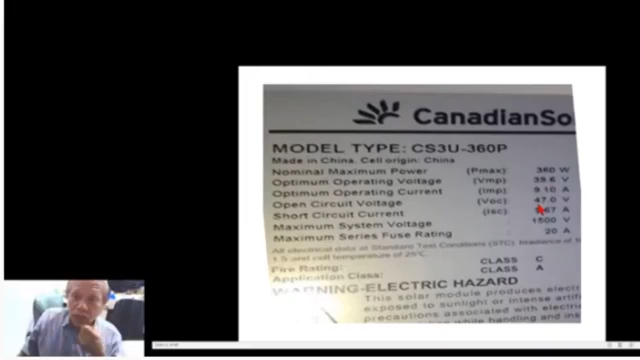 CanadianSo
MODEL TYPE: CS3U-360P
Made in China. Cell origin: China
Nominal Maximum Power (Pmax) 360 W
Optimum Operating Voltage (Vmp) 39.6 V
Optimum Operating Current (Imp) 9.10 A
Open Circuit Voltage (Voc) 47.0 V
Short Circuit Current (Isc) 67 A
Maximum System Voltage 1500 V
Maximum Series Fuse Rating 20 A
All electrical data at Standard Test Conditions (STC): Irradiance of
1.5 and cell temperature of 25℃.
Fire Rating: CLASS C
Application Class: CLASS A
WARNING-ELECTRIC HAZARD
This solar module produces electri
exposed to sunlight or intense artifi
precautions associated with electri
while handling and ins